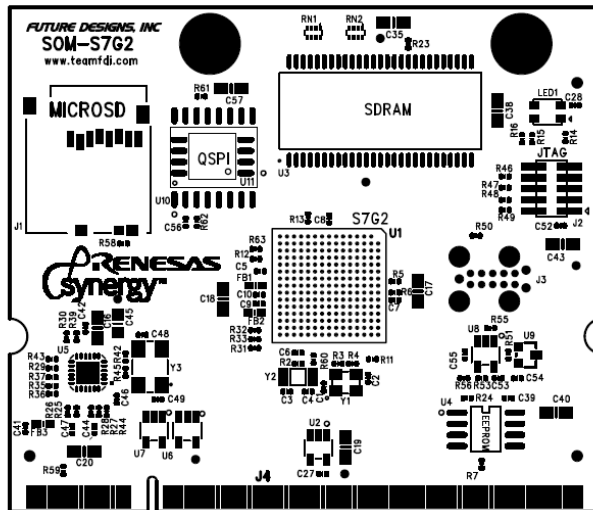 FUTURE DESIGNS, INC
SOM-S7G2
www.teamfdi.com
RN1
RN2
C35
R23
R61
C57
MICROSD
SDRAM
C38
LED1
C28
R16
R15
R14
QSPI
U11
U10
U3
JTAG
R46
R47
R48
R49
J1
C56
R62
R13
C8
S7G2
U1
R50
C52
J2
C43
R58
R63
R12
C5
RENESAS
Synergy™
FB1
C10
C9
FB2
C18
R5
R6
C7
C17
J3
C42
C16
C45
R30
R39
R32
R33
R31
R55
U8
R51
U9
C48
U5
R43
R29
R37
R35
R36
R42
R45
Y3
C6
R2
R60
R3
R4
R11
C55
Y2
C3
C4
Y1
C2
R56
R53
C53
C54
C46
C49
R26
R25
C41
FB3
C47
C44
R28
R27
R44
U7
U6
U2
C19
U4
R24
C39
EEPROM
C40
C20
R59
C27
J4
R7